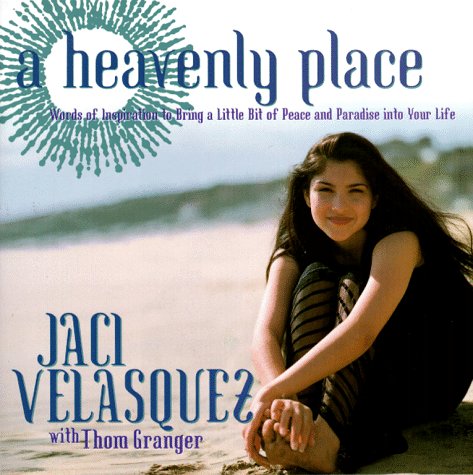 a heavenly place
Words of Inspiration to Bring a Little Bit of Peace and Paradise into Your Life
JACI
VELASQUEZ
with Thom Granger